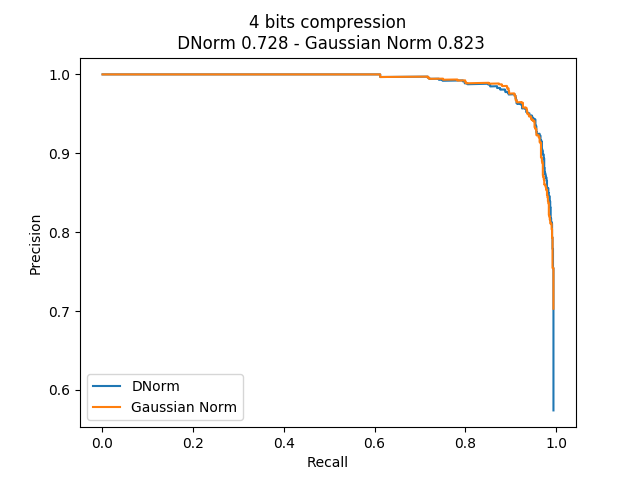 4 bits compression
DNorm 0.728 - Gaussian Norm 0.823
1.0
0.9
0.8
0.7
0.6
Precision
DNorm
Gaussian Norm
0.0 0.2 0.4 0.6 0.8 1.0
Recall